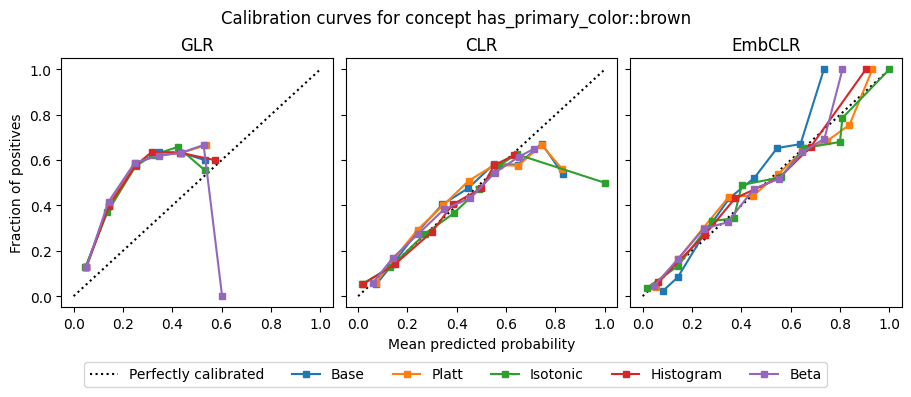 Calibration curves for concept has_primary_color::brown
GLR
CLR
EmbCLR
Fraction of positives
1.0
0.8
0.6
0.4
0.2
0.0
0.0 0.2 0.4 0.6 0.8 1.0
0.0 0.2 0.4 0.6 0.8 1.0
0.0 0.2 0.4 0.6 0.8 1.0
Mean predicted probability
Perfectly calibrated Base Platt Isotonic Histogram Beta